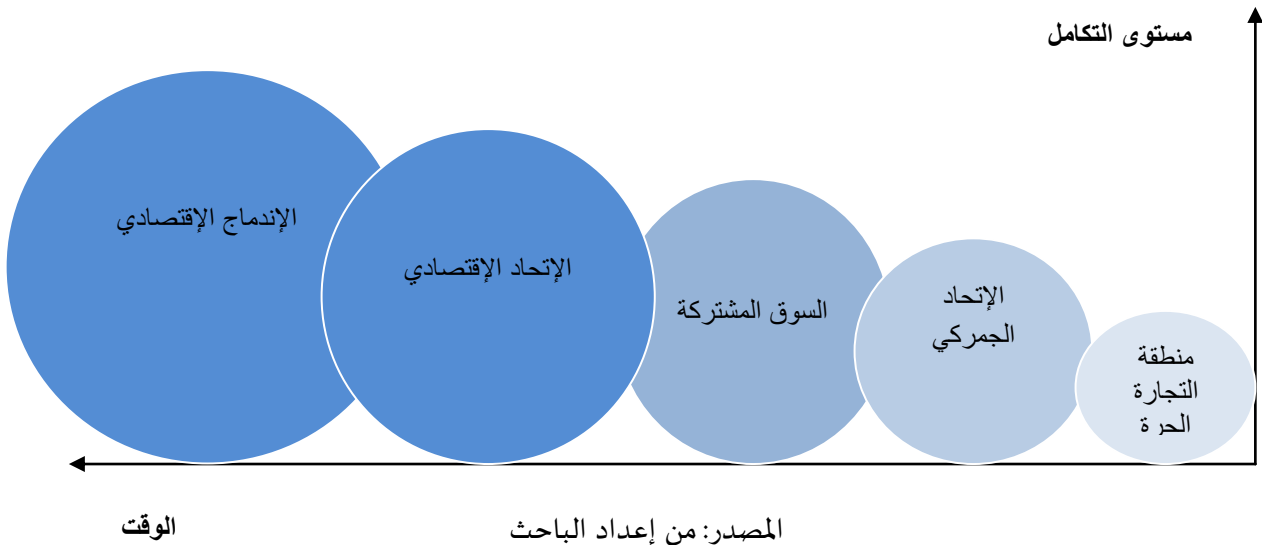 مستوى التكامل
منطقة
التجارة
الحرة
الإتحاد
الجمركي
السوق المشتركة
الإتحاد الإقتصادي
الإندماج الإقتصادي
الوقت
المصدر: من إعداد الباحث